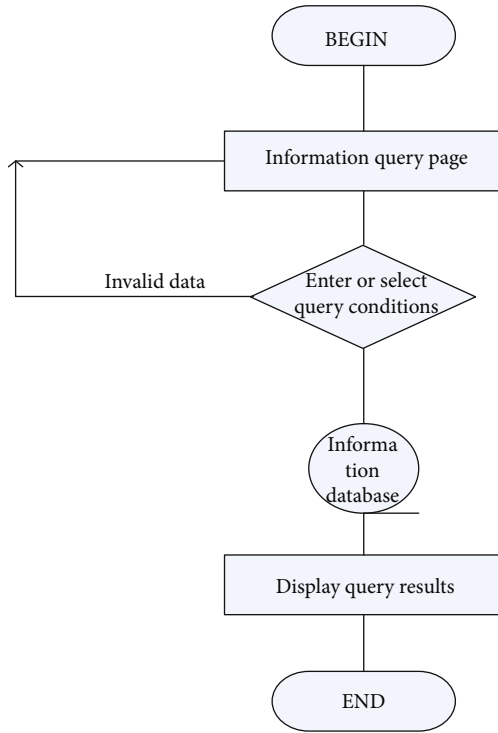 BEGIN
Information query page
Invalid data
Enter or select
query conditions
Informa
tion
database
Display query results
END